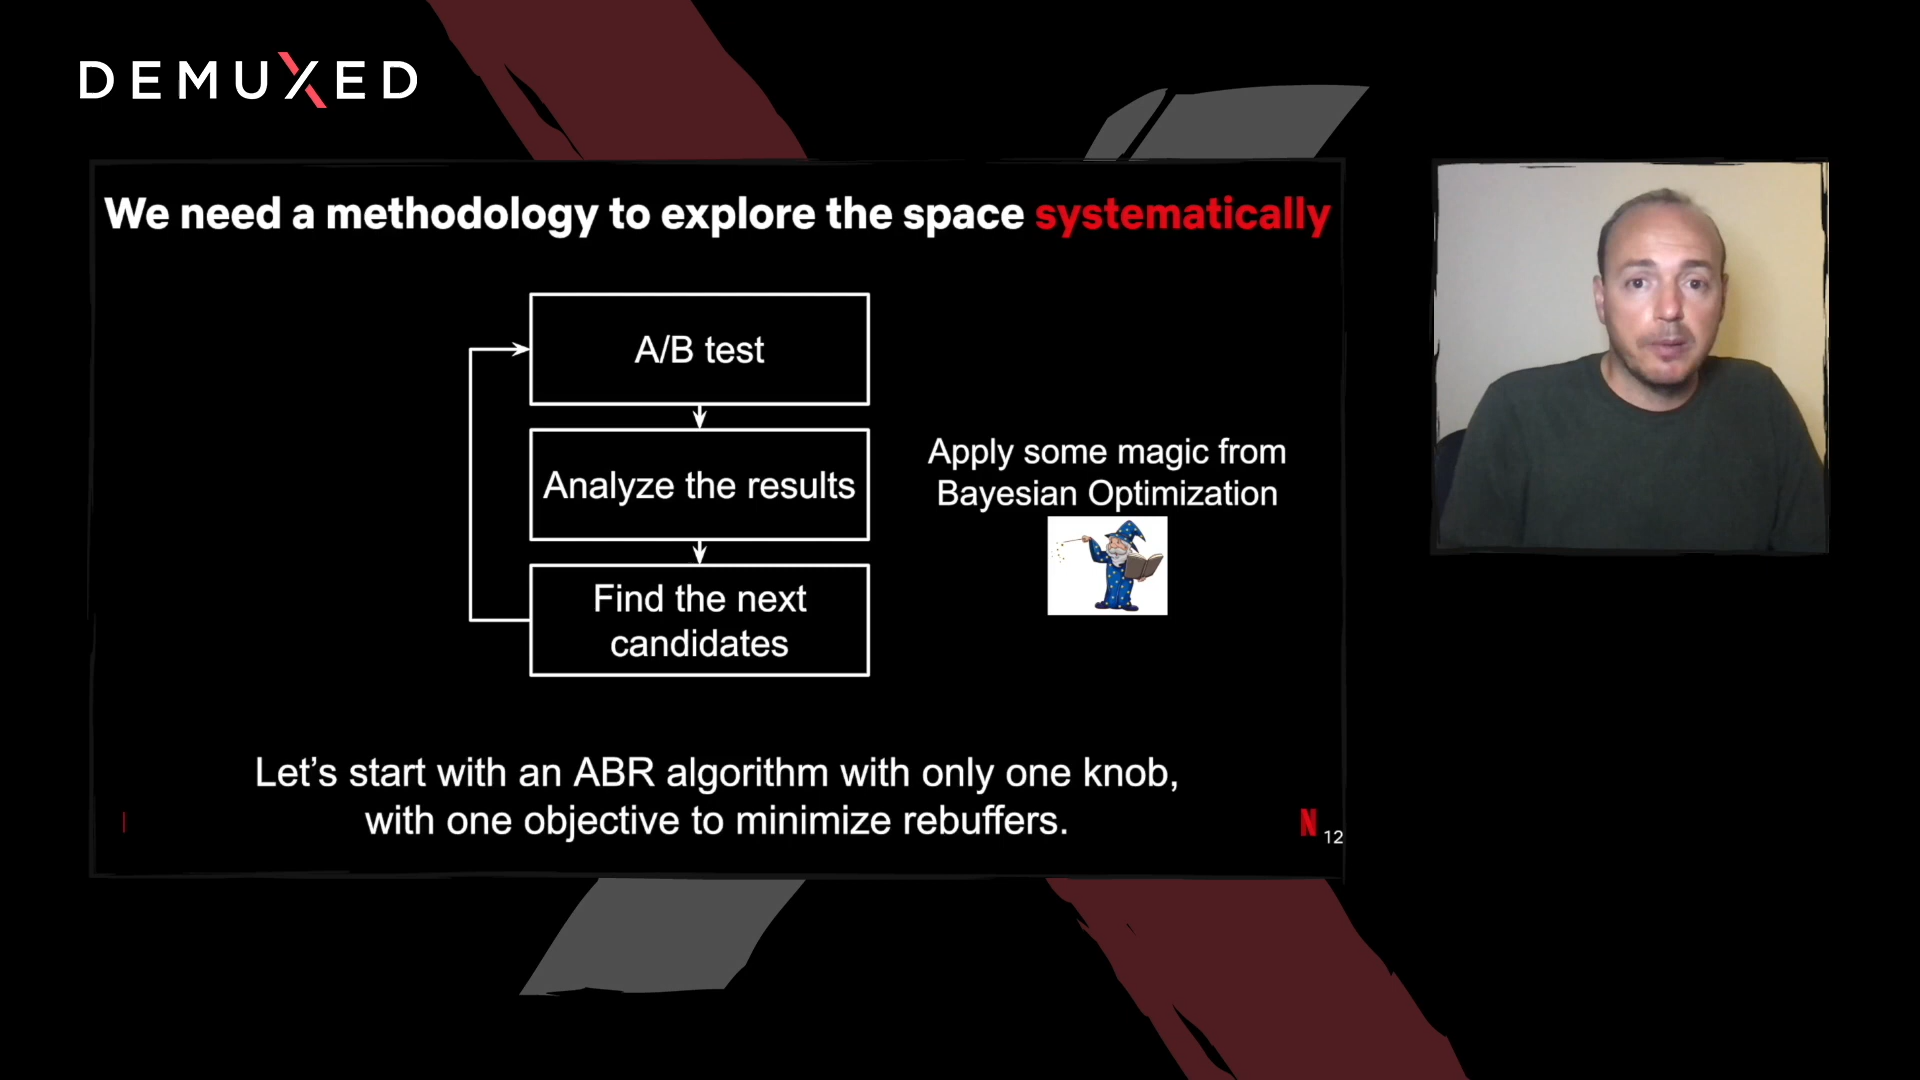 DEMUXED
We need a methodology to explore the space systematically
A/B test
Analyze the results
Find the next
candidates
Apply some magic from
Bayesian Optimization
Let's start with an ABR algorithm with only one knob,
with one objective to minimize rebuffers.
N
12